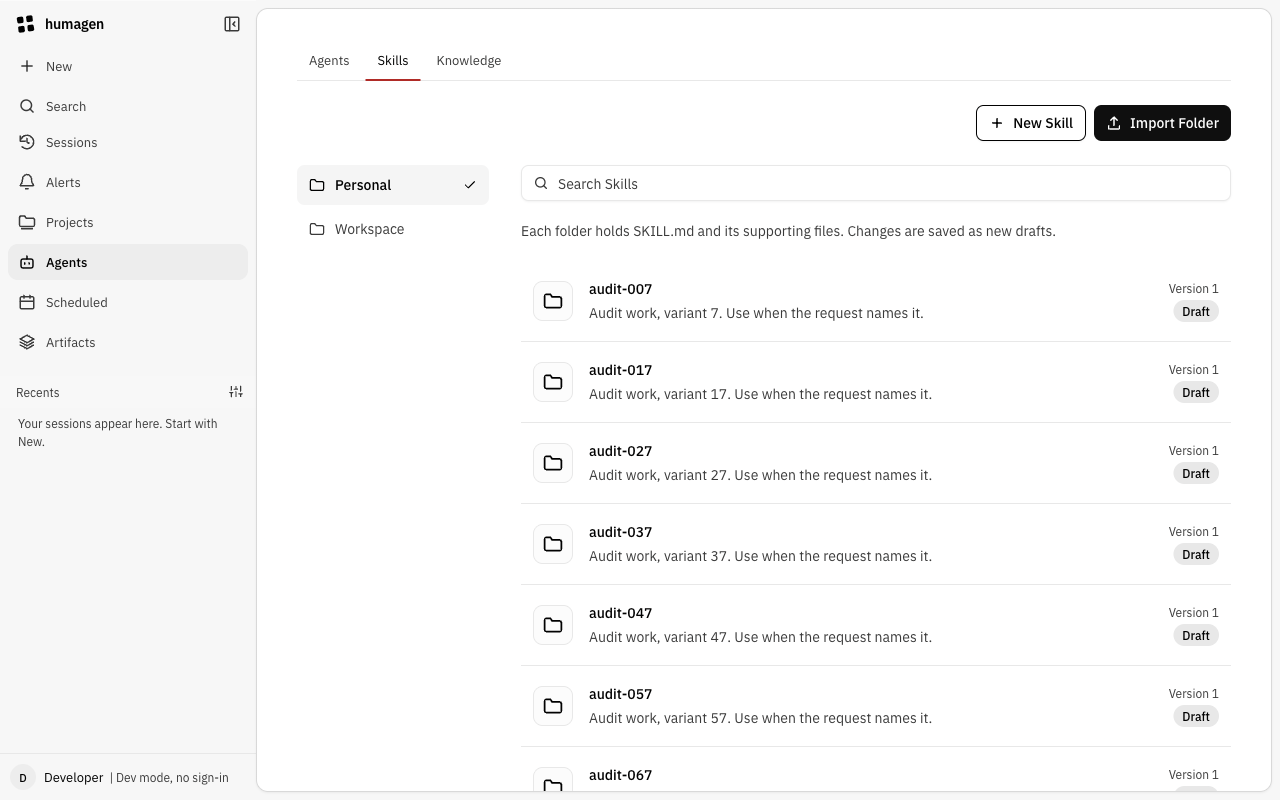 humagen
New
Search
Sessions
Alerts
Projects
Agents
Scheduled
Artifacts
Recents
Your sessions appear here. Start with
New.
D
Developer | Dev mode, no sign-in
Agents
Skills
Knowledge
New Skill
Import Folder
Personal
Workspace
Search Skills
Each folder holds SKILL.md and its supporting files. Changes are saved as new drafts.
audit-007
Version 1
Audit work, variant 7. Use when the request names it.
Draft
audit-017
Version 1
Audit work, variant 17. Use when the request names it.
Draft
audit-027
Version 1
Audit work, variant 27. Use when the request names it.
Draft
audit-037
Version 1
Audit work, variant 37. Use when the request names it.
Draft
audit-047
Version 1
Audit work, variant 47. Use when the request names it.
Draft
audit-057
Version 1
Audit work, variant 57. Use when the request names it.
Draft
audit-067
Version 1